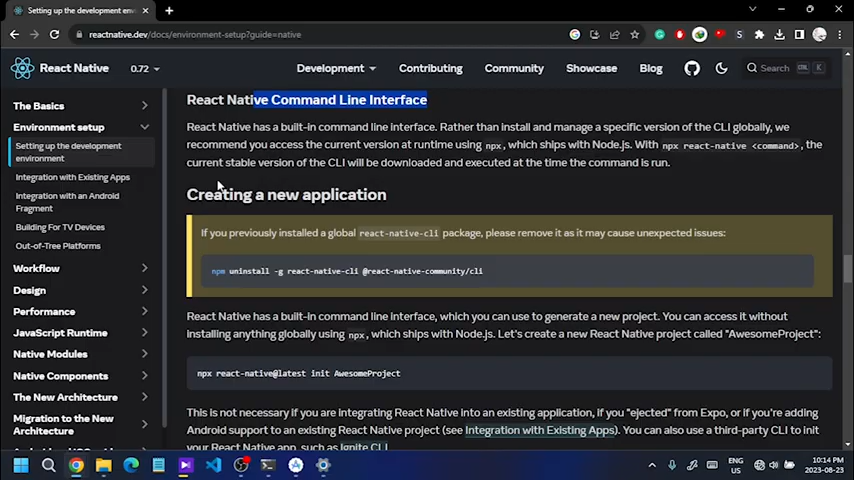 Setting up the development enviro
reactnative.dev/docs/environment-setup?guide=native
React Native
0.72
Development
Contributing
Community
Showcase
Blog
Search
CTRL
K
The Basics
Environment setup
Setting up the development
environment
Integration with Existing Apps
Integration with an Android
Fragment
Building For TV Devices
Out-of-Tree Platforms
Workflow
Design
Performance
JavaScript Runtime
Native Modules
Native Components
The New Architecture
Migration to the New
Architecture
React Native Command Line Interface
React Native has a built-in command line interface. Rather than install and manage a specific version of the CLI globally, we
recommend you access the current version at runtime using npx, which ships with Node.js. With npx react-native <command>, the
current stable version of the CLI will be downloaded and executed at the time the command is run.
Creating a new application
If you previously installed a global react-native-cli package, please remove it as it may cause unexpected issues:
npm uninstall -g react-native-cli @react-native-community/cli
React Native has a built-in command line interface, which you can use to generate a new project. You can access it without
installing anything globally using npx, which ships with Node.js. Let's create a new React Native project called "AwesomeProject":
npx react-native@latest init AwesomeProject
This is not necessary if you are integrating React Native into an existing application, if you "ejected" from Expo, or if you're adding
Android support to an existing React Native project (see Integration with Existing Apps). You can also use a third-party CLI to init
your React Native app, such as Ignite CLI.
ENG
US
10:14 PM
2023-08-23